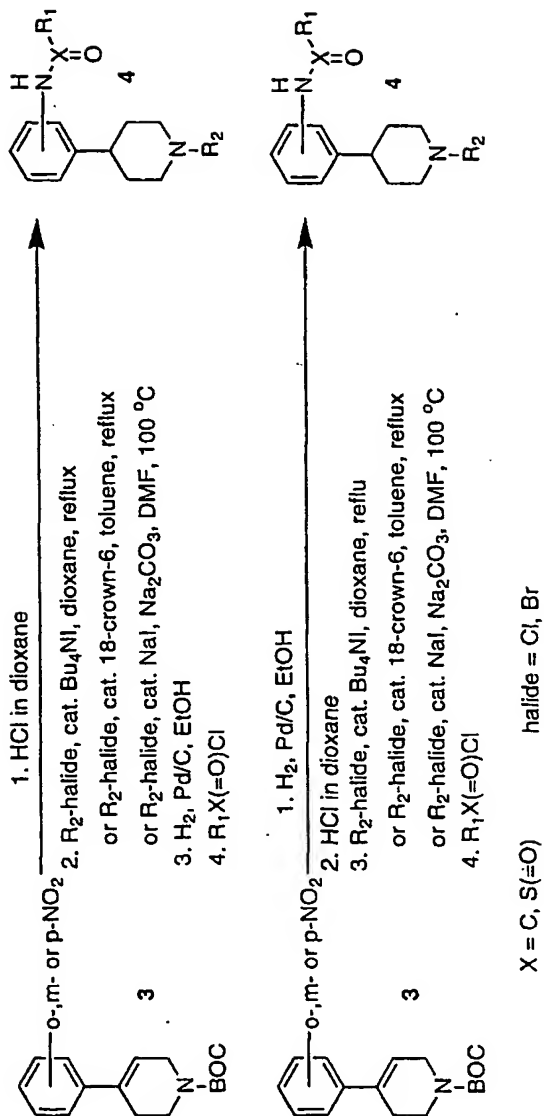 1. HCl in dioxane
2. R₂-halide, cat. Bu₄NI, dioxane, reflux
or R₂-halide, cat. 18-crown-6, toluene, reflux
or R₂-halide, cat. NaI, Na₂CO₃, DMF, 100 °C
3. H₂, Pd/C, EtOH
4. R₁X(=O)Cl
o-,m- or p-NO₂
3
N
BOC
H
N
X
R₁
O
N
R₂
4
1. H₂, Pd/C, EtOH
2. HCl in dioxane
3. R₂-halide, cat. Bu₄NI, dioxane, reflu
or R₂-halide, cat. 18-crown-6, toluene, reflux
or R₂-halide, cat. NaI, Na₂CO₃, DMF, 100 °C
4. R₁X(=O)Cl
o-,m- or p-NO₂
3
N
BOC
H
N
X
R₁
O
N
R₂
4
X = C, S(=O) halide = Cl, Br